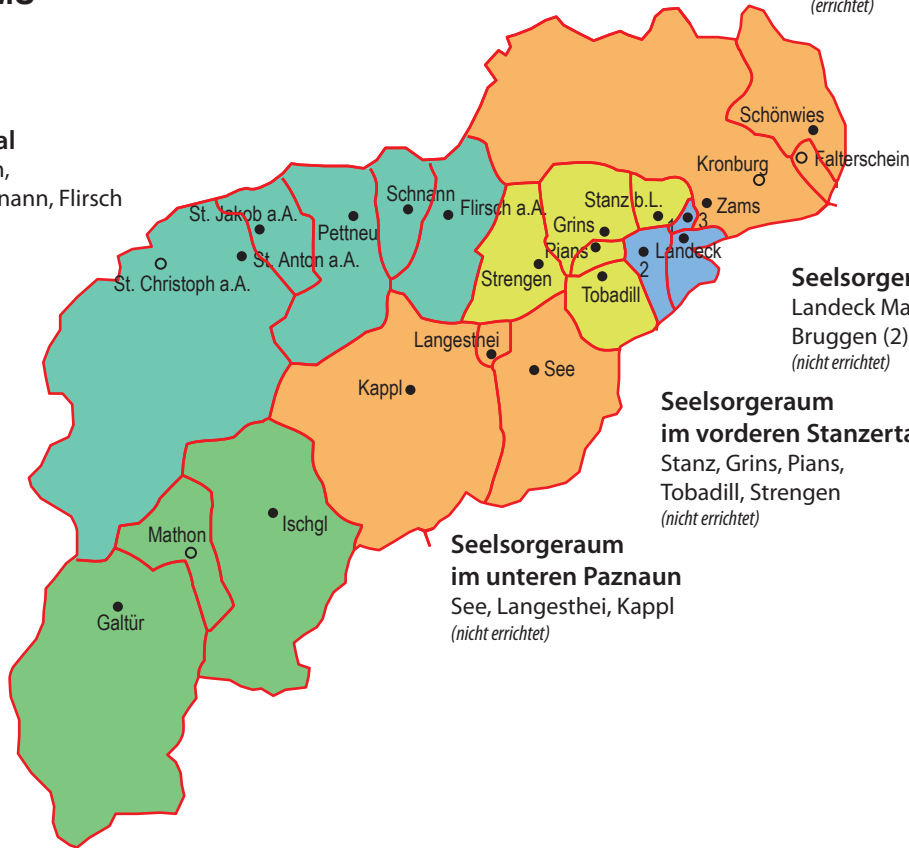 (errichtet)
al
nann, Flirsch
Schönwies
Falterschein
Kronburg
Zams
Stanz b.L.
1
3
Grins
Pians
Landeck
2
Strengen
Tobadill
Schnann
Flirsch a.A.
St. Jakob a.A.
Pettneu
St. Anton a.A.
St. Christoph a.A.
Langesthei
Kappl
See
Ischgl
Mathon
Galtür
Seelsorger
Landeck Ma
Bruggen (2)
(nicht errichtet)
Seelsorgeraum
im vorderen Stanzerta
Stanz, Grins, Pians,
Tobadill, Strengen
(nicht errichtet)
Seelsorgeraum
im unteren Paznaun
See, Langesthei, Kappl
(nicht errichtet)